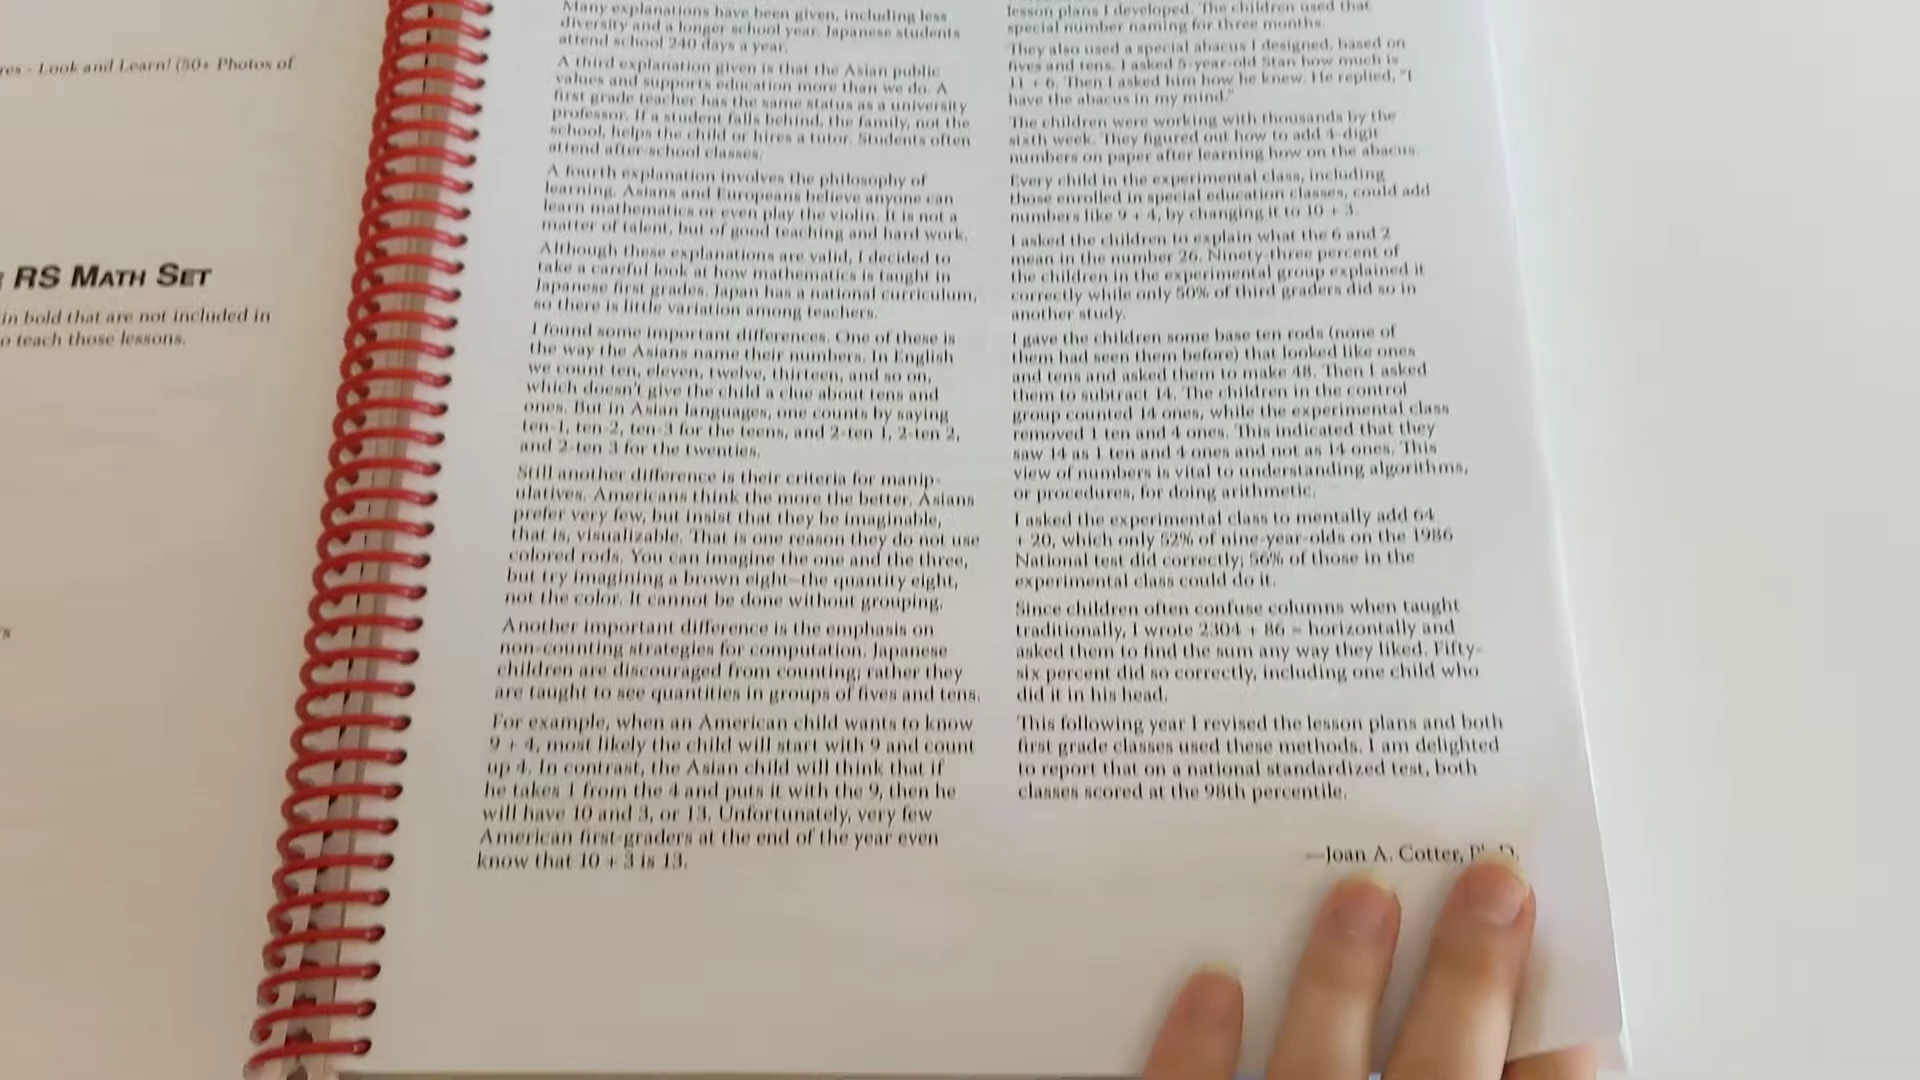 res - Look and Learn! (50+ Photos of
RS MATH SET
in bold that are not included in
o teach those lessons.
Many explanations have been given, including less
diversity and a longer school year. Japanese students
attend school 240 days a year.
A third explanation given is that the Asian public
values and supports education more than we do. A
first grade teacher has the same status as a university
professor. If a student falls behind, the family, not the
school, helps the child or hires a tutor. Students often
attend after-school classes.
A fourth explanation involves the philosophy of
learning. Asians and Europeans believe anyone can
learn mathematics or even play the violin. It is not a
matter of talent, but of good teaching and hard work.
Although these explanations are valid, I decided to
take a careful look at how mathematics is taught in
Japanese first grades. Japan has a national curriculum,
so there is little variation among teachers.
I found some important differences. One of these is
the way the Asians name their numbers. In English
we count ten, eleven, twelve, thirteen, and so on,
which doesn't give the child a clue about tens and
ones. But in Asian languages, one counts by saying
ten-1, ten-2, ten-3 for the teens, and 2-ten 1, 2-ten 2,
and 2-ten 3 for the twenties.
Still another difference is their criteria for manip-
ulatives. Americans think the more the better. Asians
prefer very few, but insist that they be imaginable,
that is, visualizable. That is one reason they do not use
colored rods. You can imagine the one and the three,
but try imagining a brown eight—the quantity eight,
not the color. It cannot be done without grouping.
Another important difference is the emphasis on
non-counting strategies for computation. Japanese
children are discouraged from counting; rather they
are taught to see quantities in groups of fives and tens.
For example, when an American child wants to know
9 + 4, most likely the child will start with 9 and count
up 4. In contrast, the Asian child will think that if
he takes 1 from the 4 and puts it with the 9, then he
will have 10 and 3, or 13. Unfortunately, very few
American first-graders at the end of the year even
know that 10 + 3 is 13.
lesson plans I developed. The children used that
special number naming for three months.
They also used a special abacus I designed, based on
fives and tens. I asked 5-year-old Stan how much is
11 + 6. Then I asked him how he knew. He replied, "I
have the abacus in my mind."
The children were working with thousands by the
sixth week. They figured out how to add 4-digit
numbers on paper after learning how on the abacus.
Every child in the experimental class, including
those enrolled in special education classes, could add
numbers like 9 + 4, by changing it to 10 + 3.
I asked the children to explain what the 6 and 2
mean in the number 26. Ninety-three percent of
the children in the experimental group explained it
correctly while only 50% of third graders did so in
another study.
I gave the children some base ten rods (none of
them had seen them before) that looked like ones
and tens and asked them to make 48. Then I asked
them to subtract 14. The children in the control
group counted 14 ones, while the experimental class
removed 1 ten and 4 ones. This indicated that they
saw 14 as 1 ten and 4 ones and not as 14 ones. This
view of numbers is vital to understanding algorithms,
or procedures, for doing arithmetic.
I asked the experimental class to mentally add 64
+ 20, which only 52% of nine-year-olds on the 1986
National test did correctly; 56% of those in the
experimental class could do it.
Since children often confuse columns when taught
traditionally, I wrote 2304 + 86 = horizontally and
asked them to find the sum any way they liked. Fifty-
six percent did so correctly, including one child who
did it in his head.
This following year I revised the lesson plans and both
first grade classes used these methods. I am delighted
to report that on a national standardized test, both
classes scored at the 98th percentile.
—Joan A. Cotter, Ph.D.